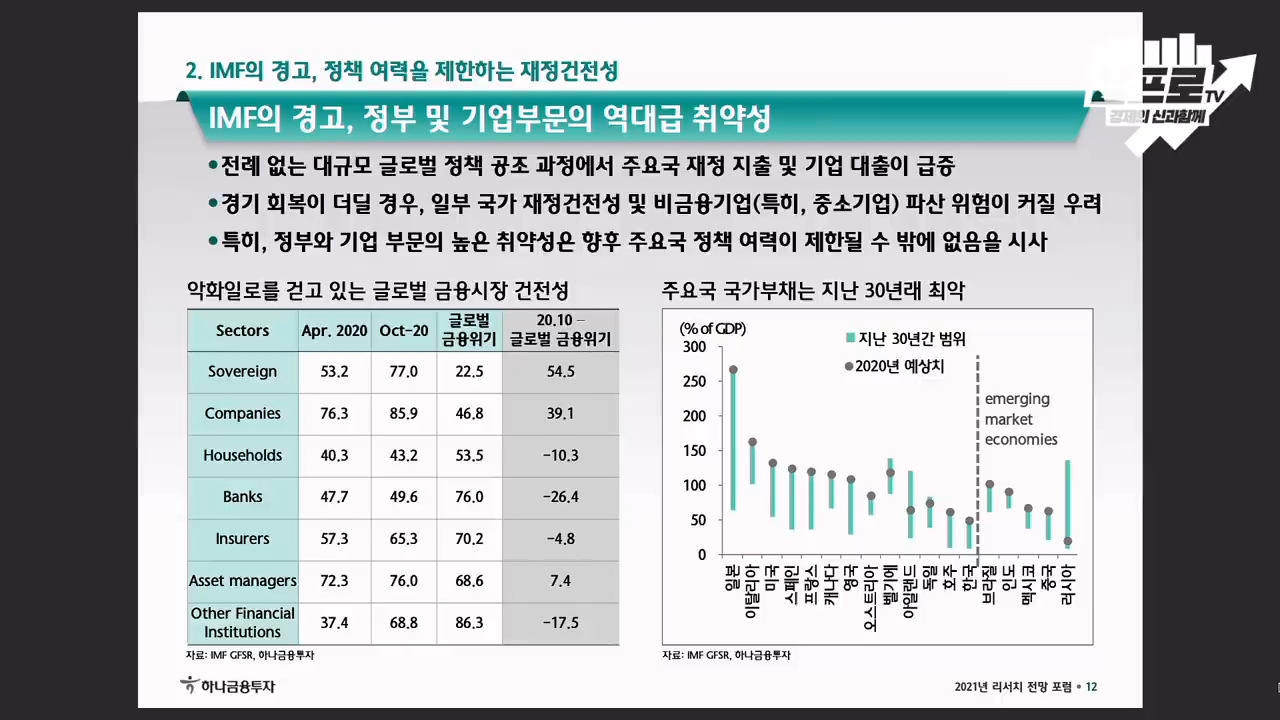 2. IMF의 경고, 정책 여력을 제한하는 재정건전성
IMF의 경고, 정부 및 기업부문의 역대급 취약성
프로TV
경제의 신과함께
•전례 없는 대규모 글로벌 정책 공조 과정에서 주요국 재정 지출 및 기업 대출이 급증
•경기 회복이 더딜 경우, 일부 국가 재정건전성 및 비금융기업(특히, 중소기업) 파산 위험이 커질 우려
•특히, 정부와 기업 부문의 높은 취약성은 향후 주요국 정책 여력이 제한될 수 밖에 없음을 시사
악화일로를 걷고 있는 글로벌 금융시장 건전성
Sectors Apr. 2020 Oct-20 글로벌 금융위기 20.10 – 글로벌 금융위기
Sovereign 53.2 77.0 22.5 54.5
Companies 76.3 85.9 46.8 39.1
Households 40.3 43.2 53.5 -10.3
Banks 47.7 49.6 76.0 -26.4
Insurers 57.3 65.3 70.2 -4.8
Asset managers 72.3 76.0 68.6 7.4
Other Financial Institutions 37.4 68.8 86.3 -17.5
자료: IMF GFSR, 하나금융투자
주요국 국가부채는 지난 30년래 최악
(% of GDP)
지난 30년간 범위
2020년 예상치
emerging
market
economies
300
250
200
150
100
50
0
일본
이탈리아
미국
스페인
프랑스
캐나다
영국
오스트리아
벨기에
아일랜드
독일
호주
한국
브라질
인도
멕시코
중국
러시아
자료: IMF GFSR, 하나금융투자
하나금융투자
2021년 리서치 전망 포럼 • 12